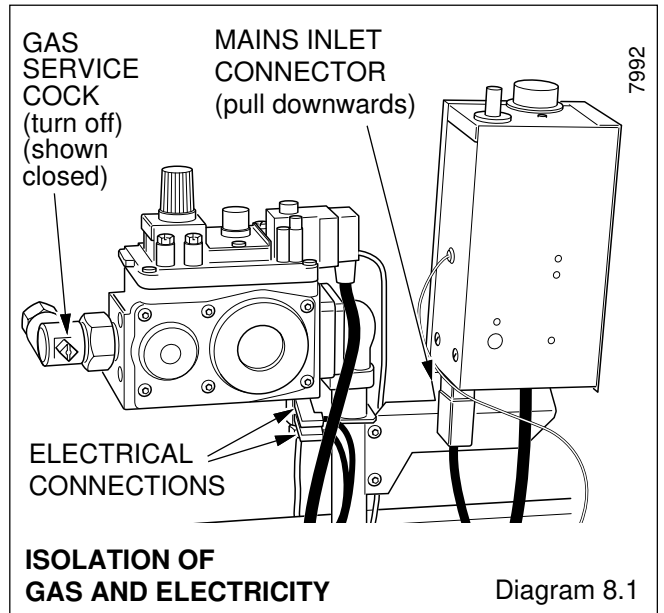 GAS
SERVICE
COCK
(turn off)
(shown
closed)
MAINS INLET
CONNECTOR
(pull downwards)
7992
ELECTRICAL
CONNECTIONS
ISOLATION OF
GAS AND ELECTRICITY
Diagram 8.1